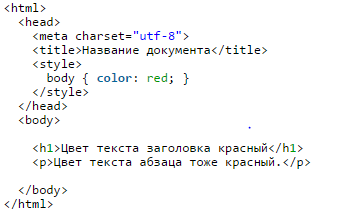 <html>
<head>
<meta charset="utf-8">
<title>Название документа</title>
<style>
body { color: red; }
</style>
</head>
<body>
<h1>Цвет текста заголовка красный</h1>
<p>Цвет текста абзаца тоже красный.</p>
</body>
</html>